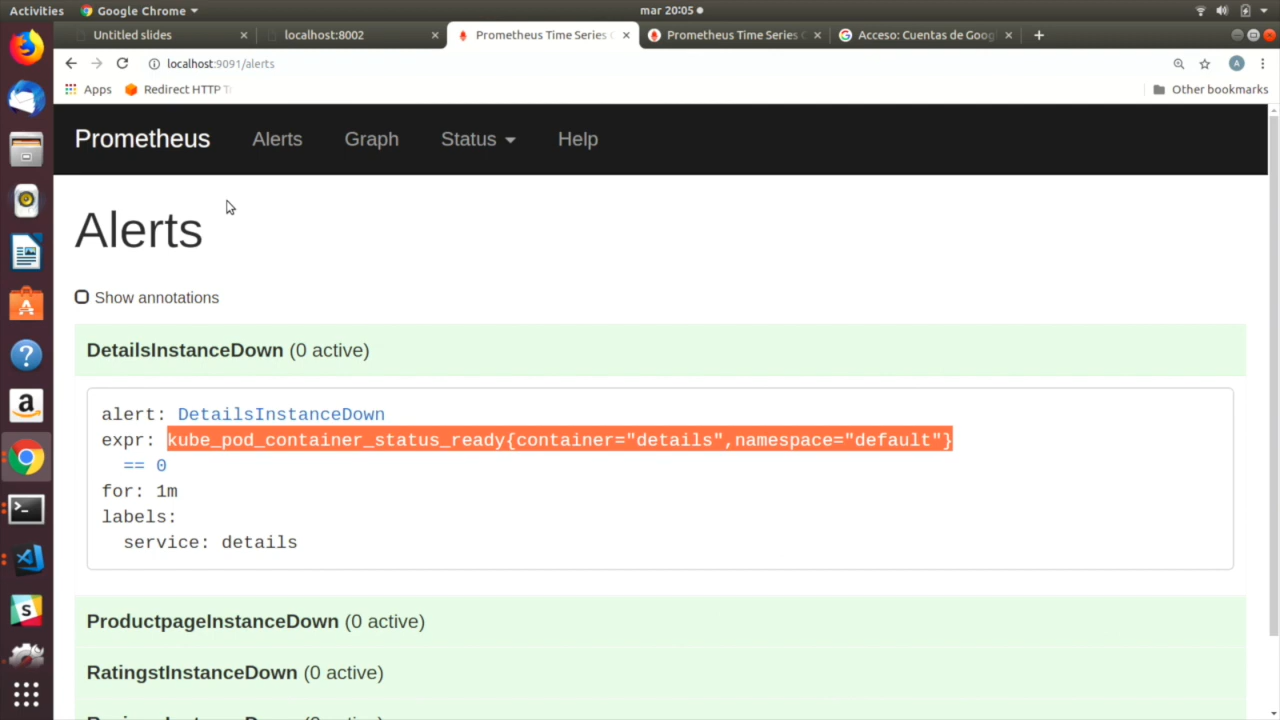 Activities Google Chrome mar 20:05
Untitled slides localhost:8002 Prometheus Time Series Prometheus Time Series Acceso: Cuentas de Goog
localhost:9091/alerts
Apps Redirect HTTP Other bookmarks
Prometheus Alerts Graph Status Help
Alerts
Show annotations
DetailsInstanceDown (0 active)
alert: DetailsInstanceDown
expr: kube_pod_container_status_ready{container="details",namespace="default"}
== 0
for: 1m
labels:
service: details
ProductpageInstanceDown (0 active)
RatingstInstanceDown (0 active)